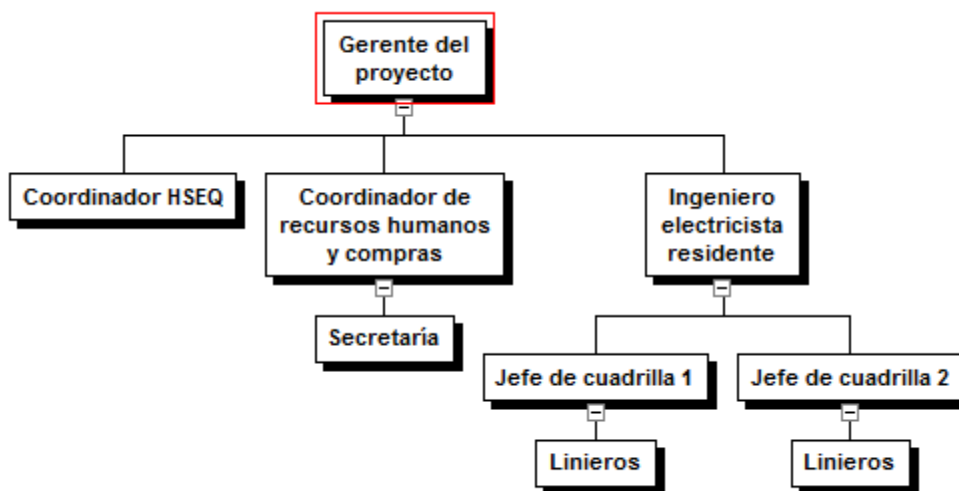 Gerente del
proyecto
Coordinador HSEQ
Coordinador de
recursos humanos
y compras
Ingeniero
electricista
residente
Secretaría
Jefe de cuadrilla 1
Jefe de cuadrilla 2
Linieros
Linieros